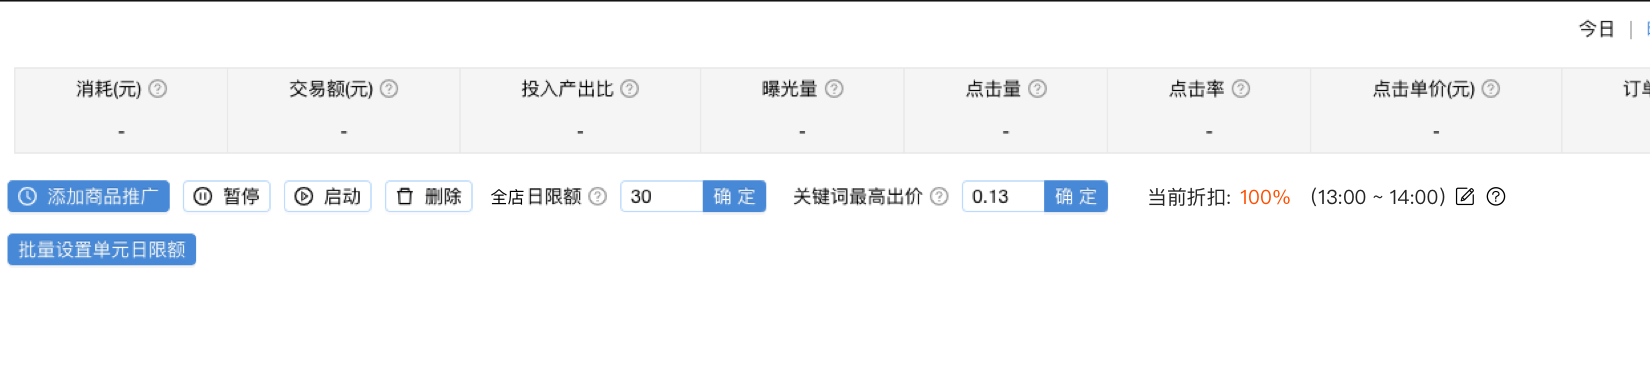 今日 |
消耗(元) 交易额(元) 投入产出比 曝光量 点击量 点击率 点击单价(元) 订单
- - - - - - -
添加商品推广 暂停 启动 删除 全店日限额 30 确 定 关键词最高出价 0.13 确 定 当前折扣: 100% (13:00 ~ 14:00)
批量设置单元日限额